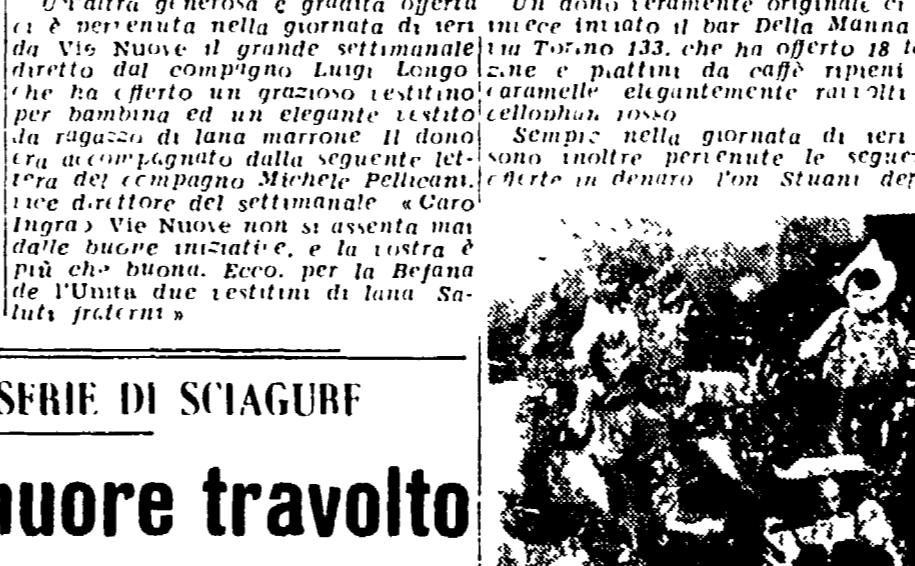 Un'altra generosa e gradita offerta
ci è pervenuta nella giornata di ieri
da Vie Nuove il grande settimanale
diretto dal compagno Luigi Longo
che ha offerto un grazioso vestitino
per bambina ed un elegante vestito
da ragazzo di lana marrone Il dono
era accompagnato dalla seguente let-
tera del compagno Michele Pellicani,
vice direttore del settimanale «Caro
Ingrao Vie Nuove non si assenta mai
dalle buone iniziative, e la vostra è
più che buona. Ecco, per la Befana
de l'Unità due vestitini di lana Sa-
luti fraterni»
SERIE DI SCIAGURE
muore travolto
Un dono veramente originale ci
invece inviato il bar Della Manna
via Torino 133, che ha offerto 18
zine e piattini da caffè ripieni
caramelle elegantemente raccolti
cellophan rosso
Sempre nella giornata di ieri
sono inoltre pervenute le
offerte in denaro l'on Stuani